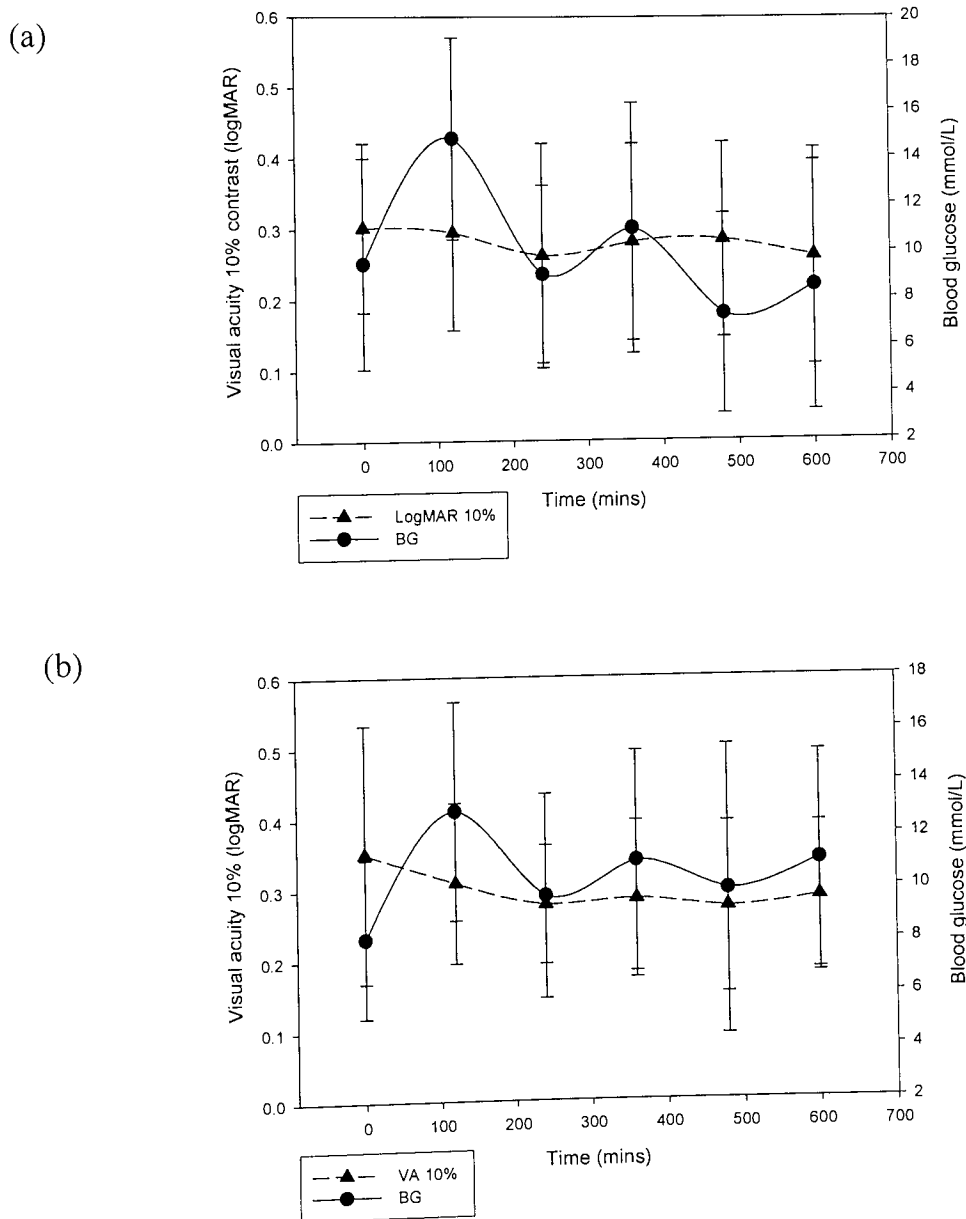 (a)
Visual acuity 10% contrast (logMAR)
0.6
0.5
0.4
0.3
0.2
0.1
0.0
20
18
16
14
12
10
8
6
4
2
Blood glucose (mmol/L)
0 100 200 300 400 500 600 700
Time (mins)
LogMAR 10%
BG
(b)
Visual acuity 10% (logMAR)
0.6
0.5
0.4
0.3
0.2
0.1
0.0
18
16
14
12
10
8
6
4
2
Blood glucose (mmol/L)
0 100 200 300 400 500 600 700
Time (mins)
VA 10%
BG